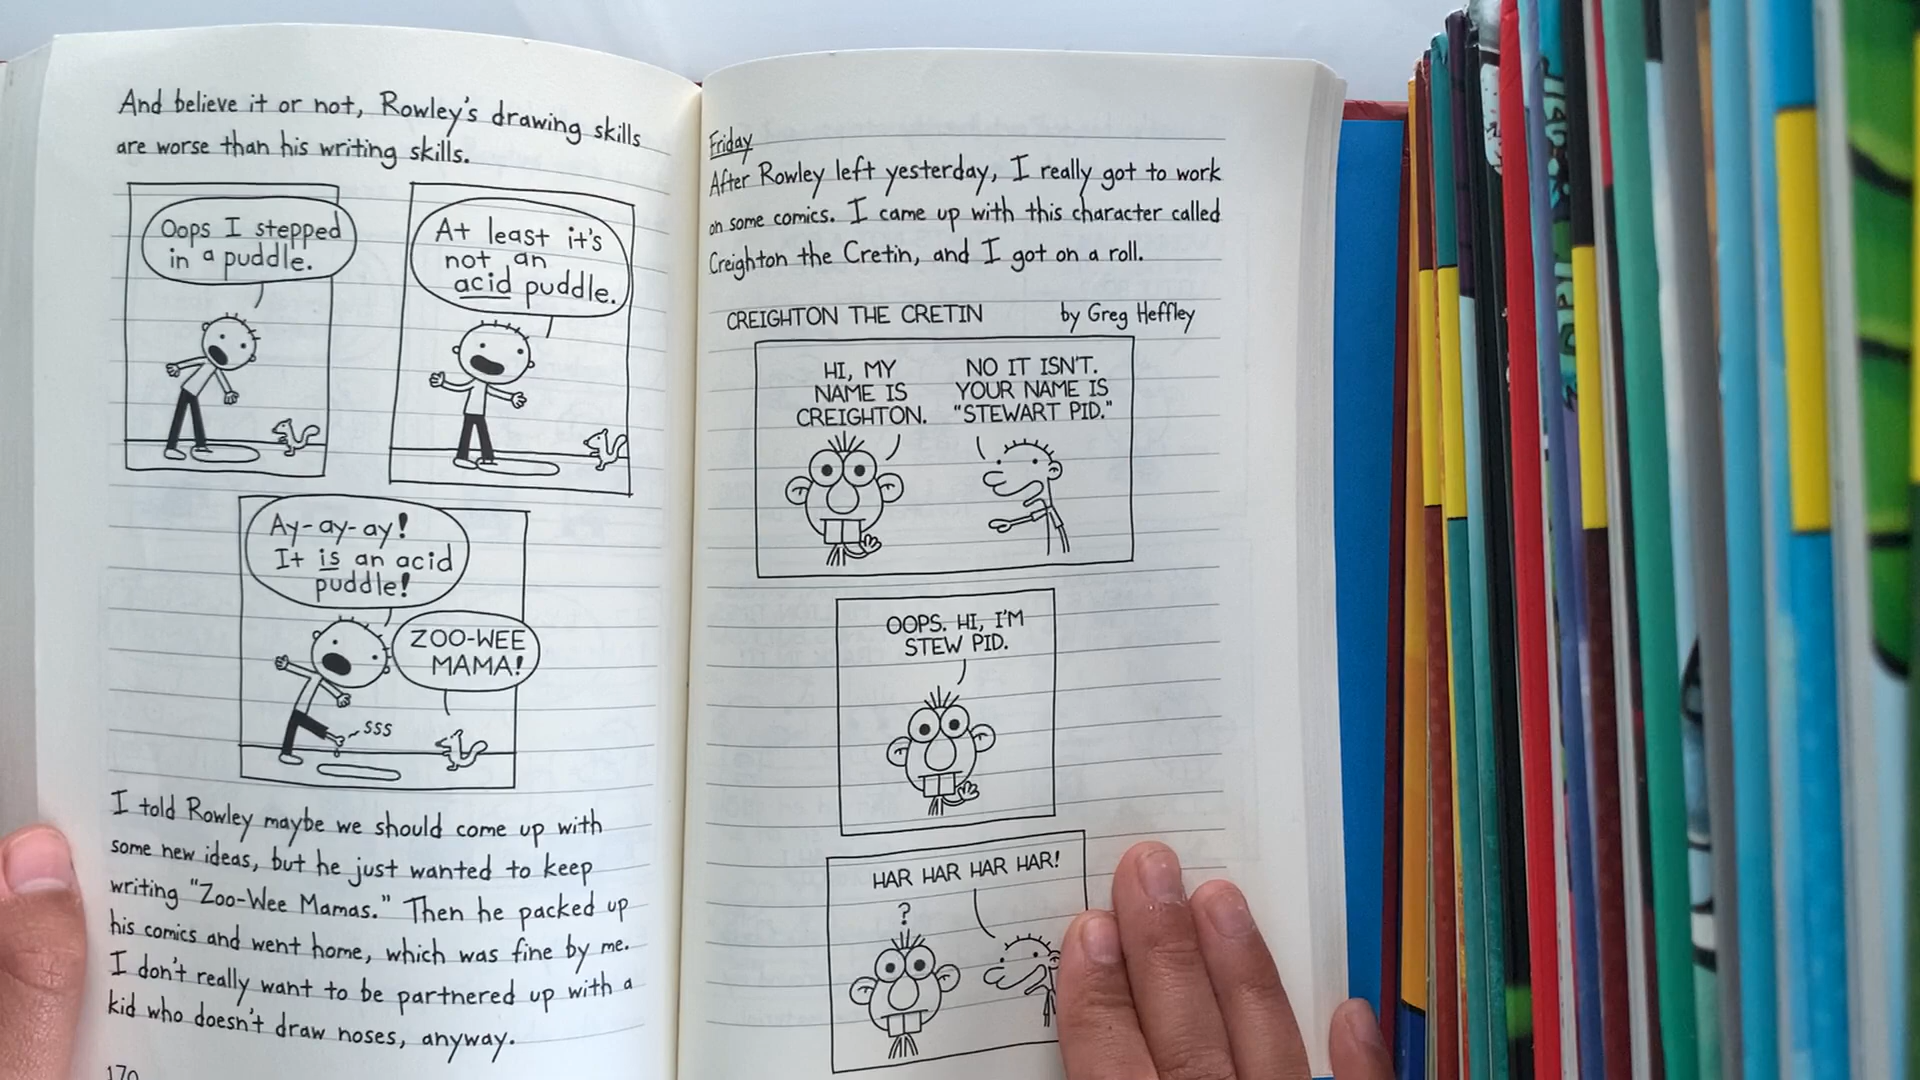 And believe it or not, Rowley's drawing skills
are worse than his writing skills.
Oops I stepped
in a puddle.
At least it's
not an
acid puddle.
Ay-ay-ay!
It is an acid
puddle!
ZOO-WEE
MAMA!
SSS
I told Rowley maybe we should come up with
some new ideas, but he just wanted to keep
writing "Zoo-Wee Mamas." Then he packed up
his comics and went home, which was fine by me.
I don't really want to be partnered up with a
kid who doesn't draw noses, anyway.
170
Friday
After Rowley left yesterday, I really got to work
on some comics. I came up with this character called
Creighton the Cretin, and I got on a roll.
CREIGHTON THE CRETIN by Greg Heffley
HI, MY
NAME IS
CREIGHTON.
NO IT ISN'T.
YOUR NAME IS
"STEWART PID."
OOPS. HI, I'M
STEW PID.
HAR HAR HAR HAR!
?